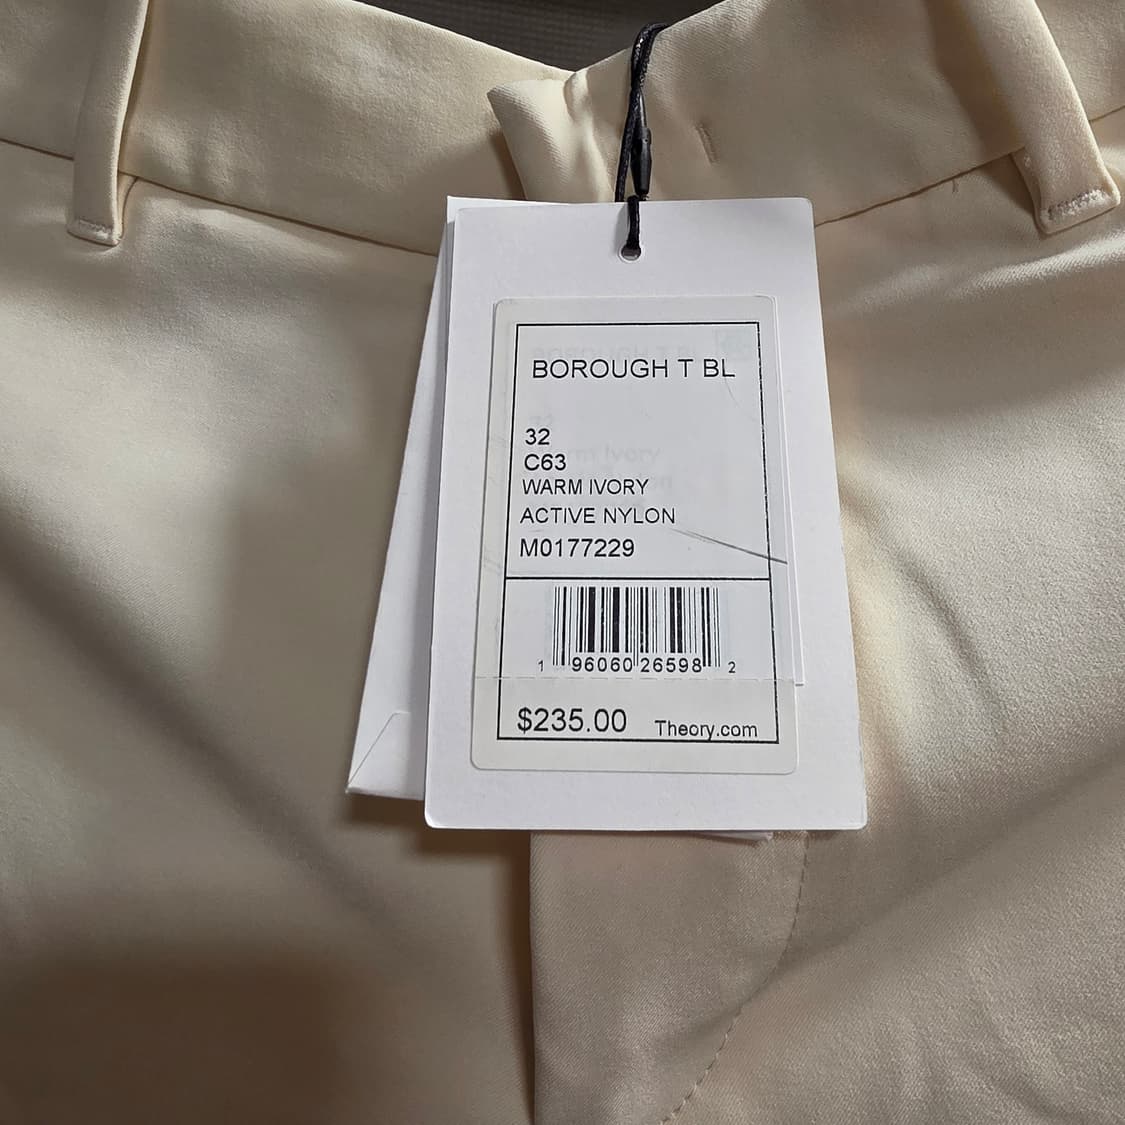 BOROUGH T BL
32
C63
WARM IVORY
ACTIVE NYLON
M0177229
1 96060 26598 2
$235.00 Theory.com